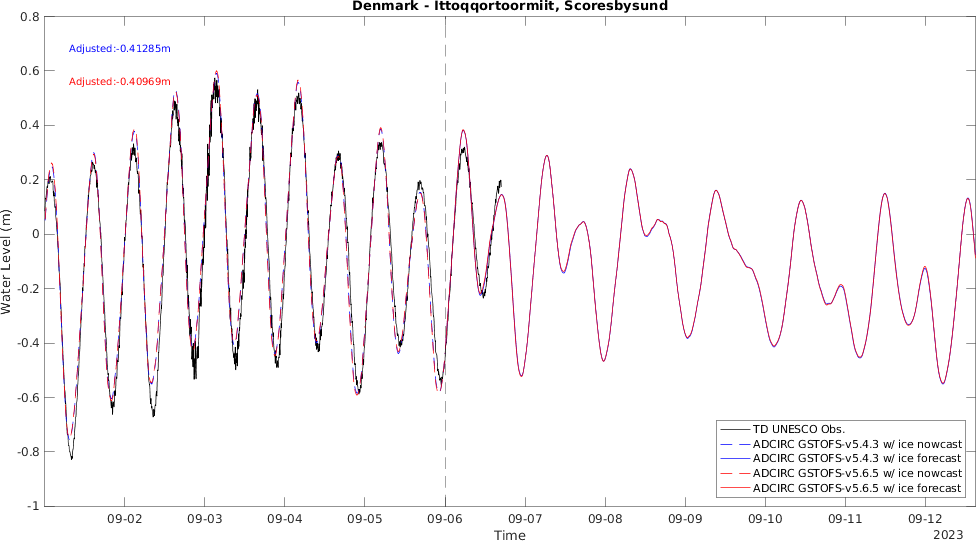 Denmark - Ittoqqortoormiit, Scoresbysund
0.8
0.6
0.4
0.2
0
-0.2
-0.4
-0.6
-0.8
-1
Water Level (m)
Adjusted:-0.41285m
Adjusted:-0.40969m
TD UNESCO Obs.
ADCIRC GSTOFS-v5.4.3 w/ ice nowcast
ADCIRC GSTOFS-v5.4.3 w/ ice forecast
ADCIRC GSTOFS-v5.6.5 w/ ice nowcast
ADCIRC GSTOFS-v5.6.5 w/ ice forecast
09-02 09-03 09-04 09-05 09-06 09-07 09-08 09-09 09-10 09-11 09-12
Time
2023